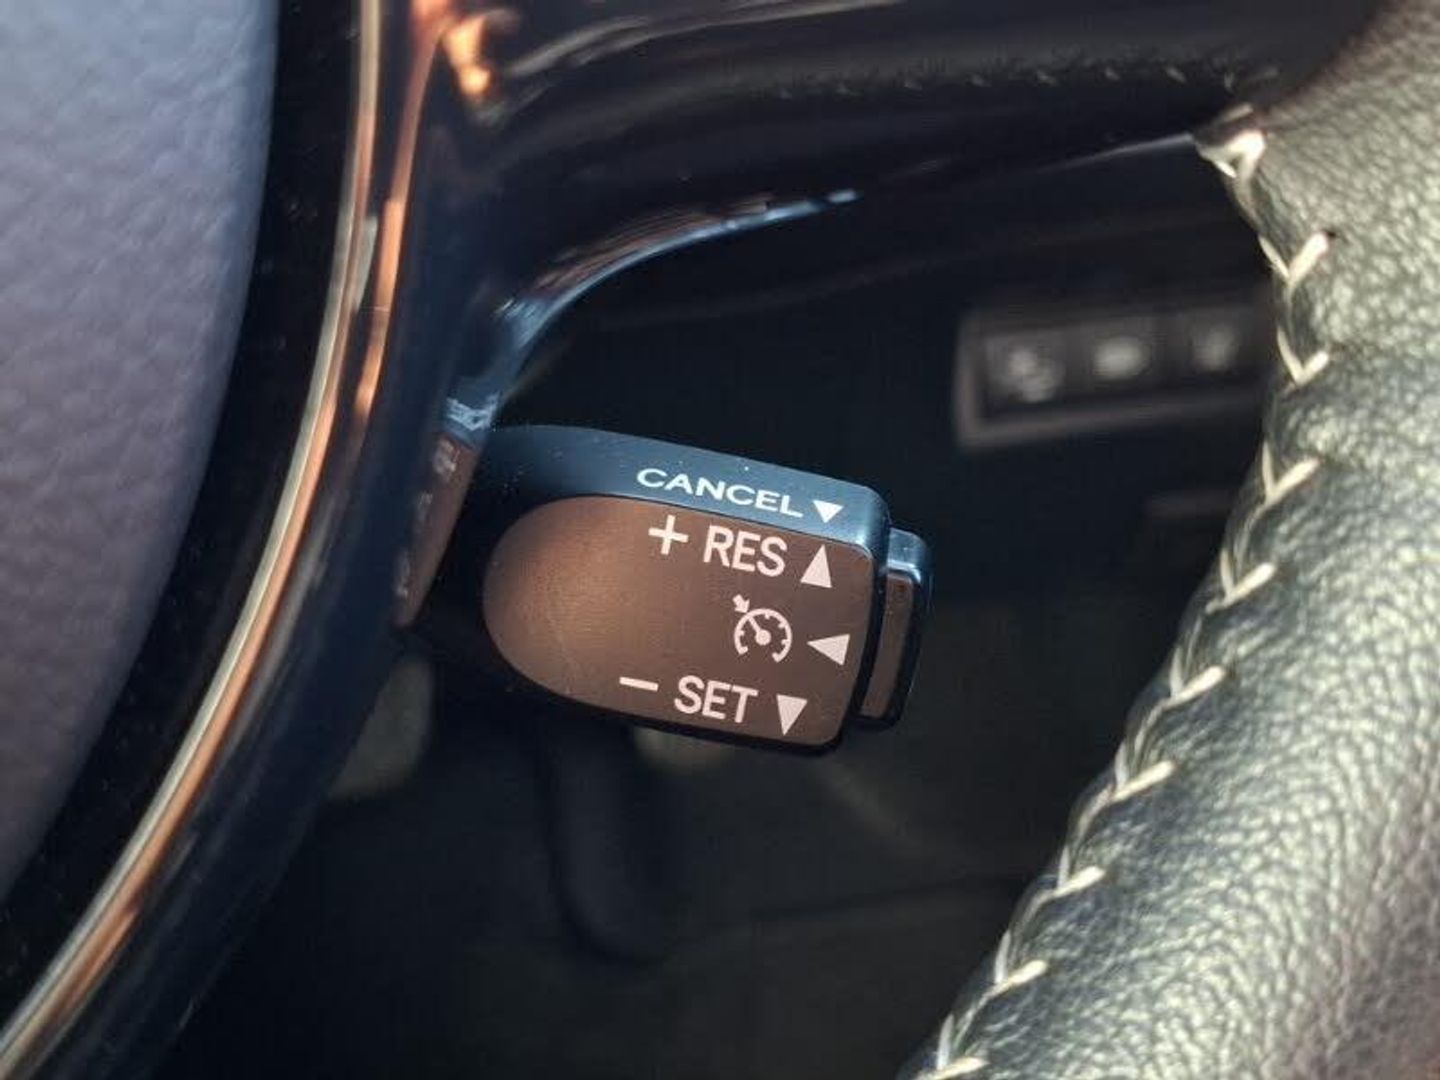 CANCEL ▼
+ RES ▲
◀
− SET ▼